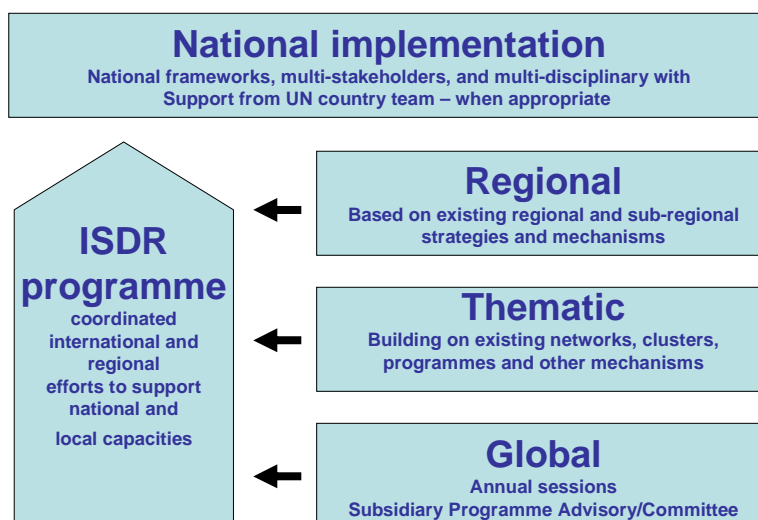 National implementation
National frameworks, multi-stakeholders, and multi-disciplinary with
Support from UN country team – when appropriate
ISDR
programme
coordinated
international and
regional
efforts to support
national and
local capacities
Regional
Based on existing regional and sub-regional
strategies and mechanisms
Thematic
Building on existing networks, clusters,
programmes and other mechanisms
Global
Annual sessions
Subsidiary Programme Advisory/Committee